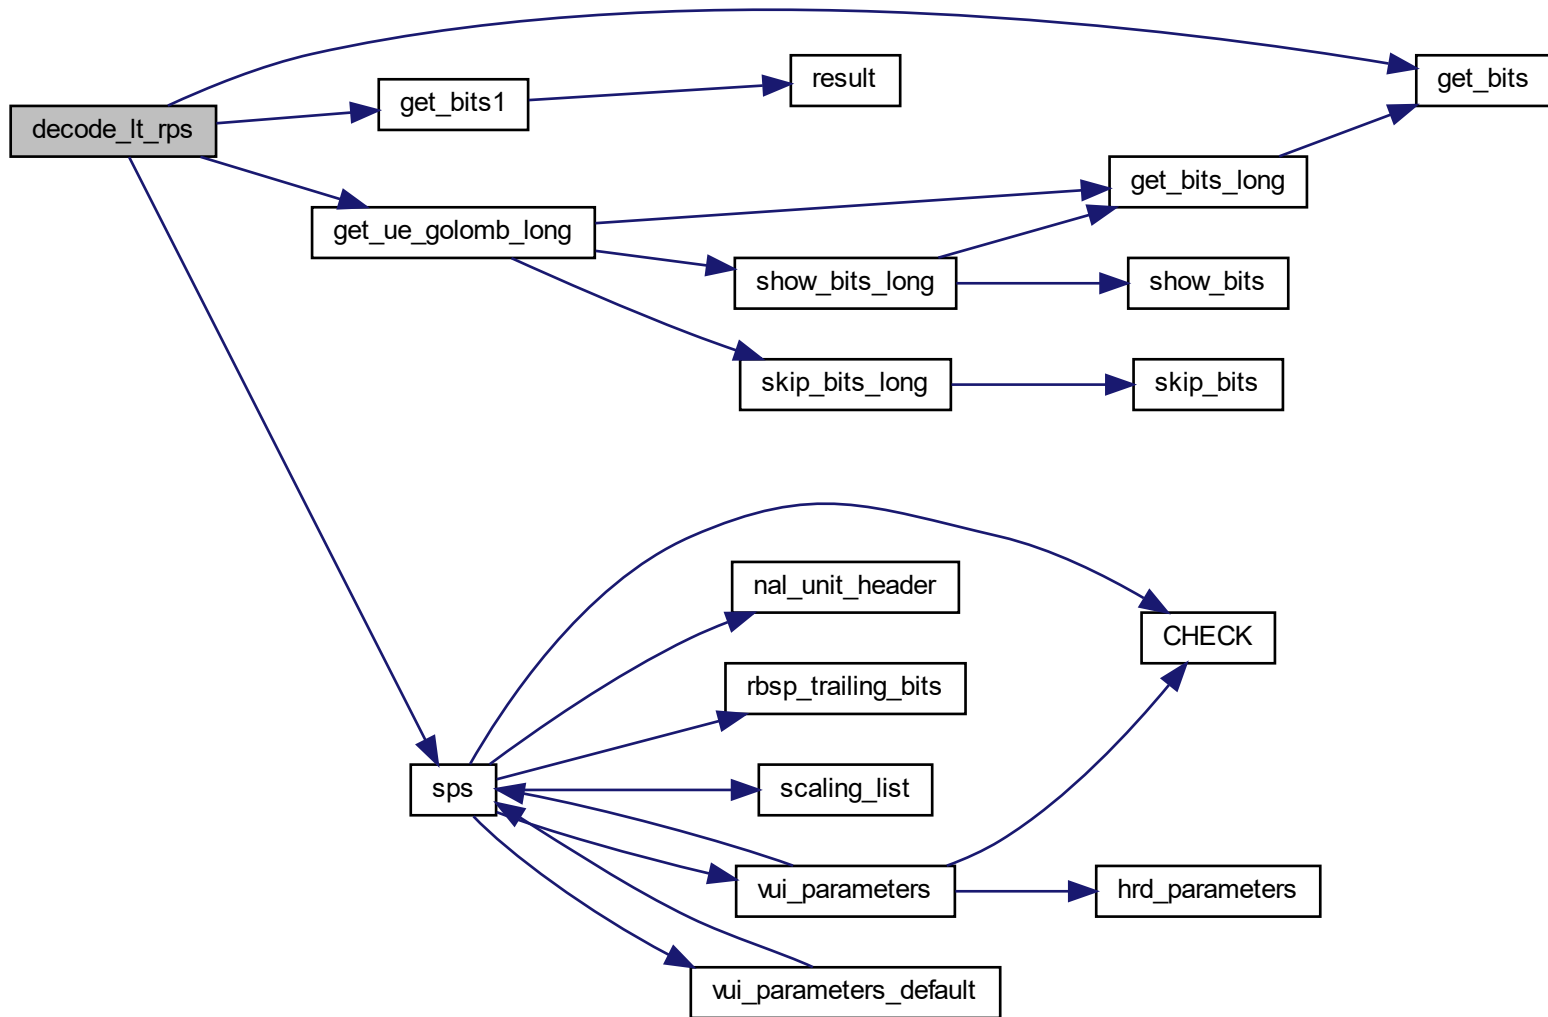 decode_lt_rps
get_bits1
result
get_bits
get_ue_golomb_long
get_bits_long
show_bits_long
show_bits
skip_bits_long
skip_bits
nal_unit_header
CHECK
rbsp_trailing_bits
sps
scaling_list
vui_parameters
hrd_parameters
vui_parameters_default